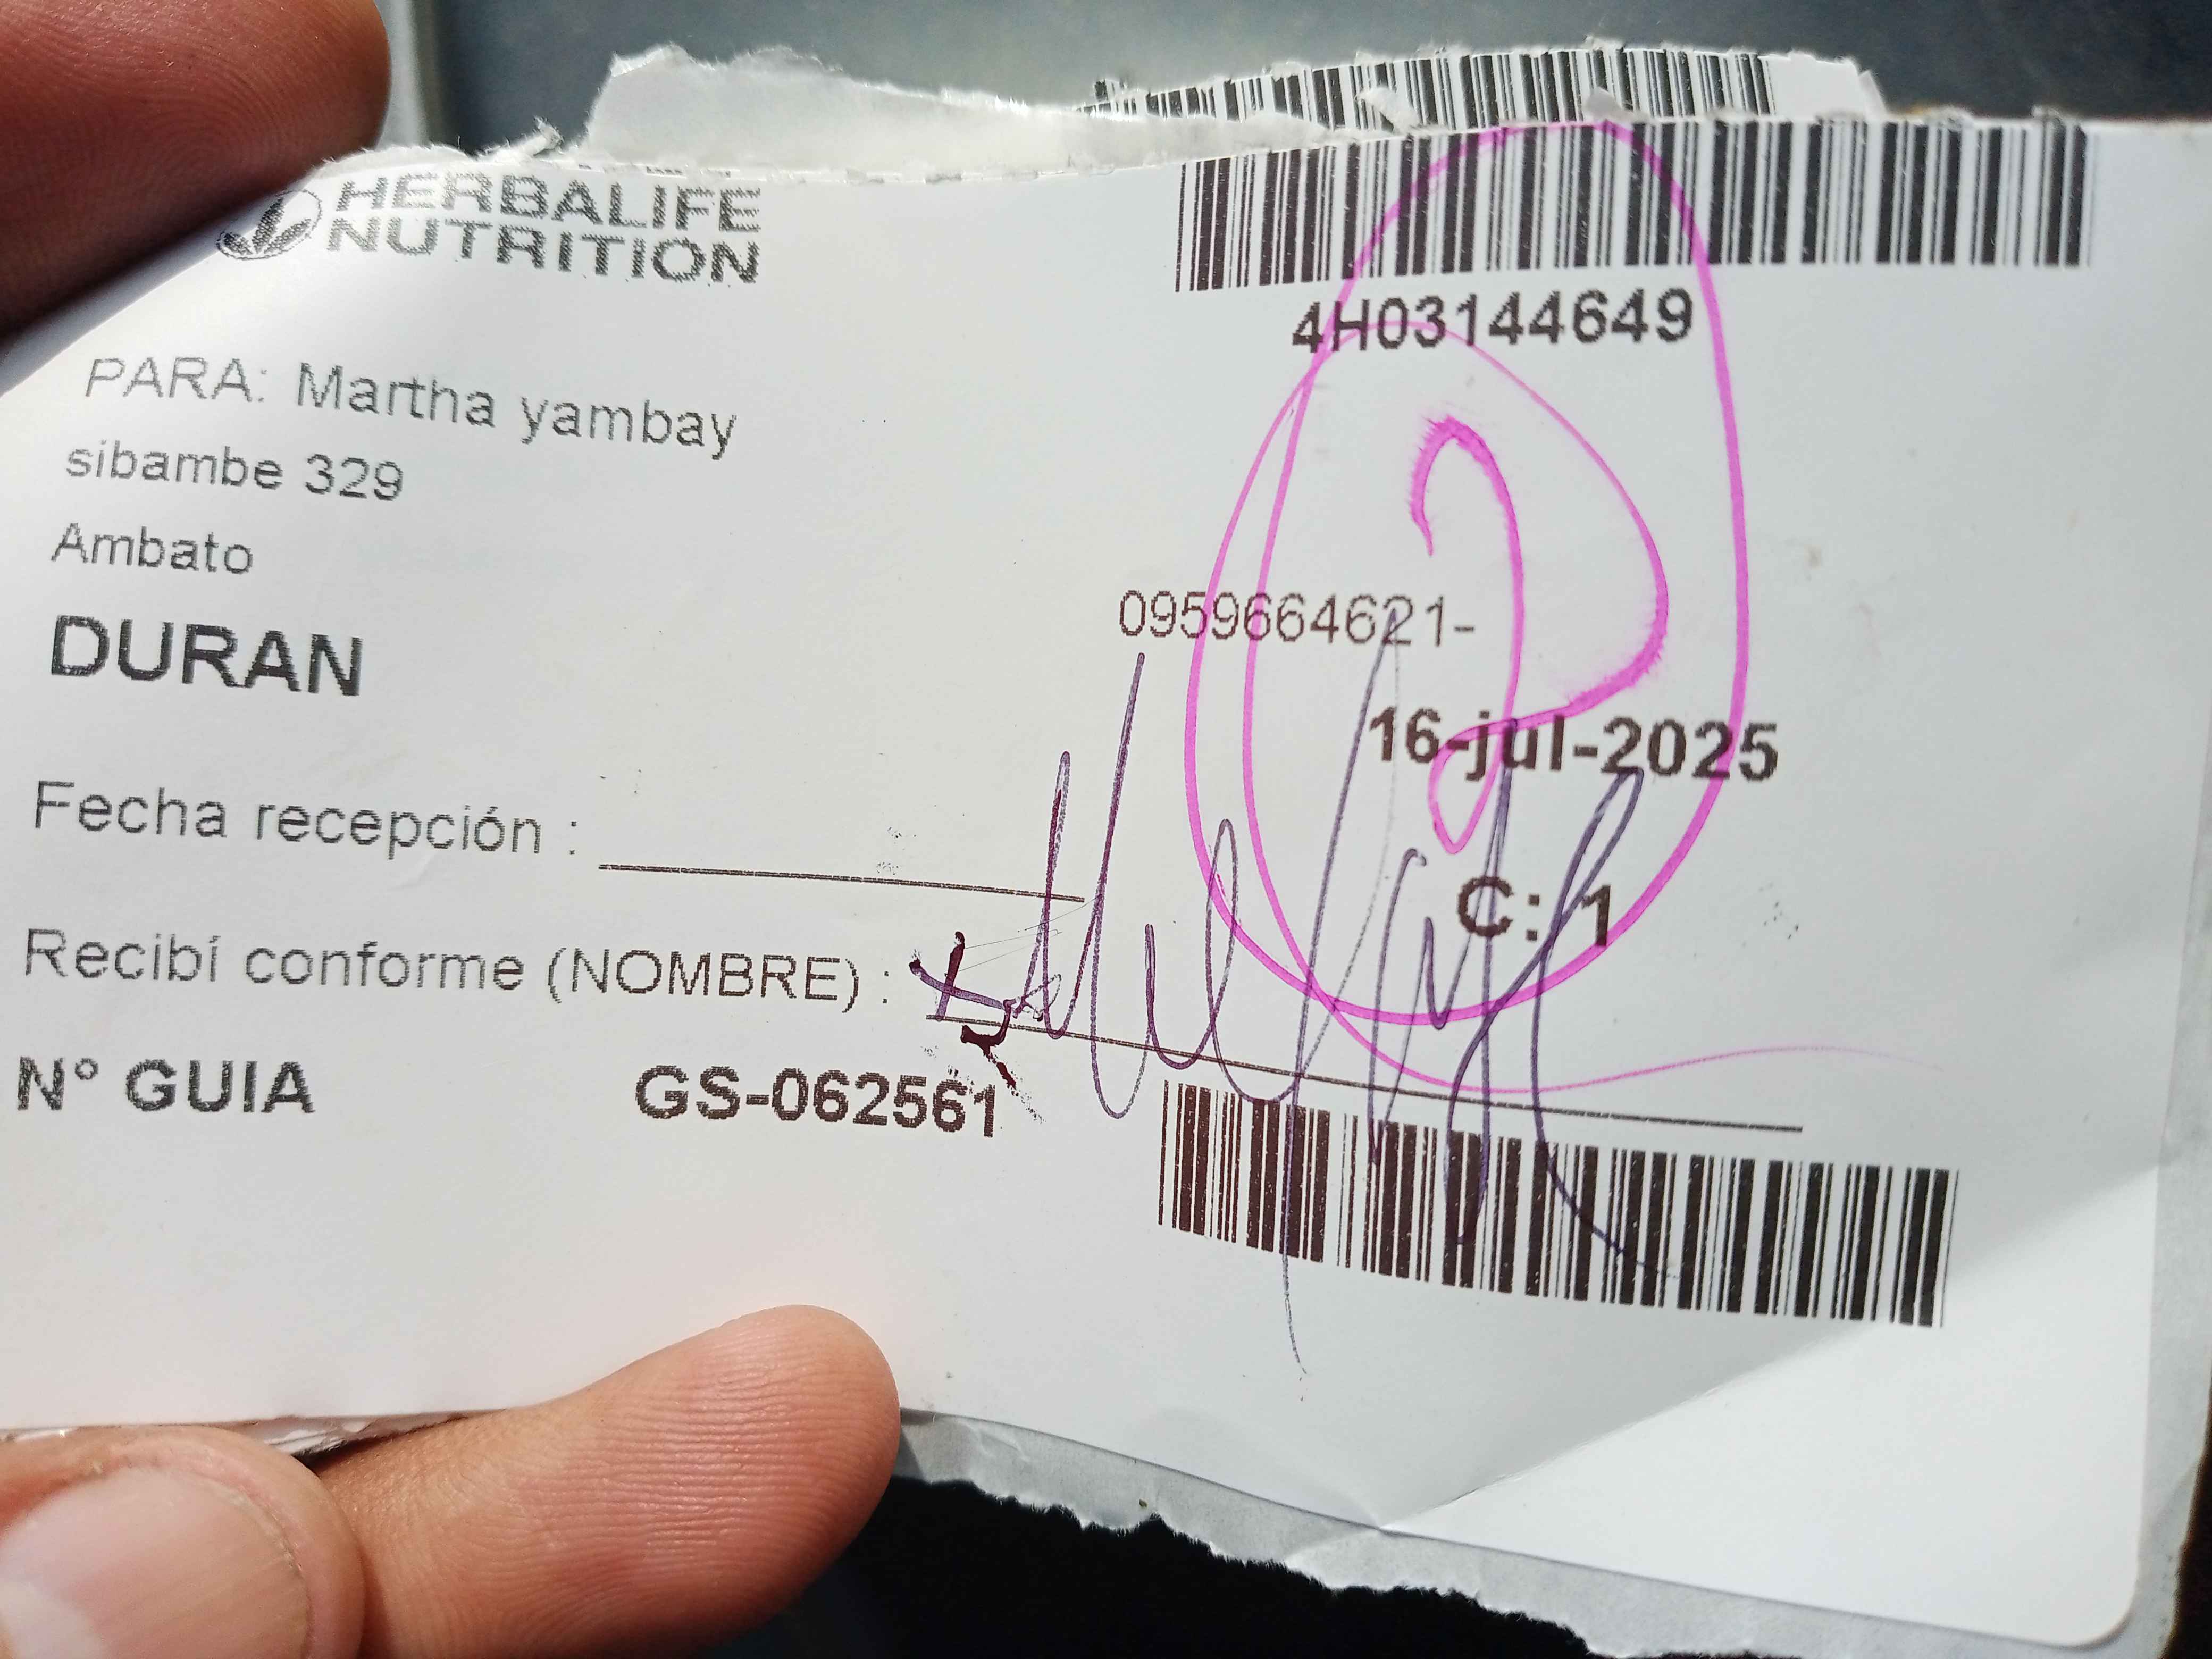 HERBALIFE
NUTRITION
4H03144649
PARA: Martha yambay
sibambe 329
Ambato
0959664621-
DURAN
16-jul-2025
Fecha recepción :
C: 1
Recibí conforme (NOMBRE) :
N° GUIA GS-062561